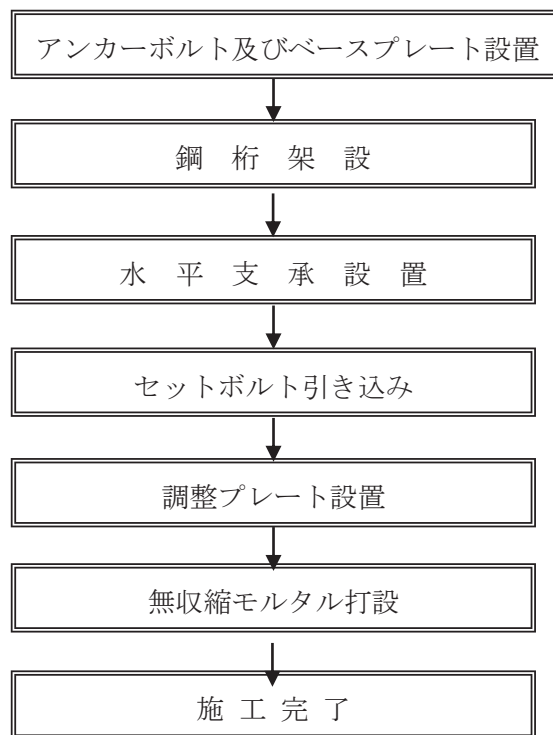 アンカーボルト及びベースプレート設置
鋼　桁　架　設
水　平　支　承　設　置
セットボルト引き込み
調整プレート設置
無収縮モルタル打設
施 工 完 了